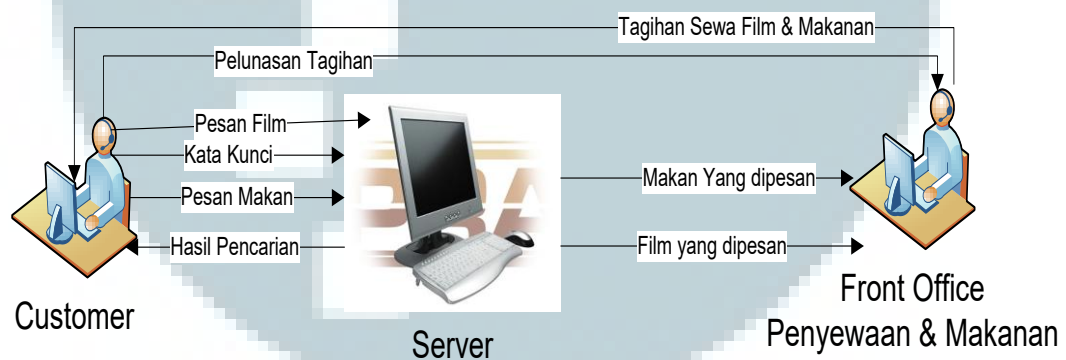 Tagihan Sewa Film & Makanan
Pelunasan Tagihan
Pesan Film
Kata Kunci
Pesan Makan
Hasil Pencarian
Makan Yang dipesan
Film yang dipesan
Customer
Server
Front Office
Penyewaan & Makanan